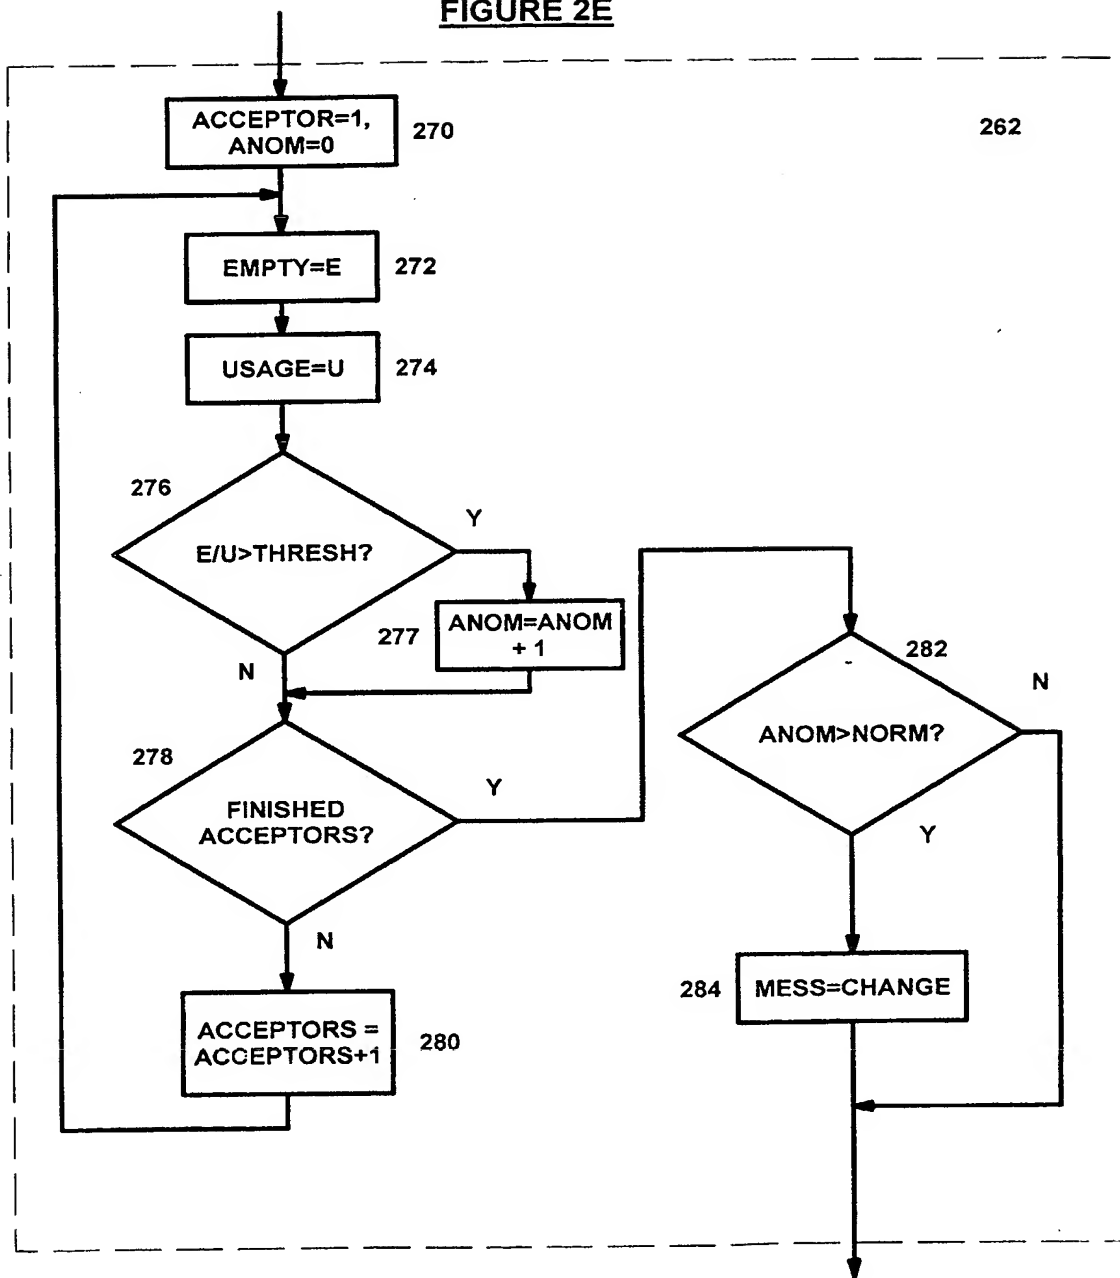 FIGURE 2E
ACCEPTOR=1,
ANOM=0
270
262
EMPTY=E
272
USAGE=U
274
276
E/U>THRESH?
Y
277
ANOM=ANOM
+ 1
N
282
N
ANOM>NORM?
278
Y
FINISHED
ACCEPTORS?
Y
N
284
MESS=CHANGE
ACCEPTORS =
ACCEPTORS+1
280